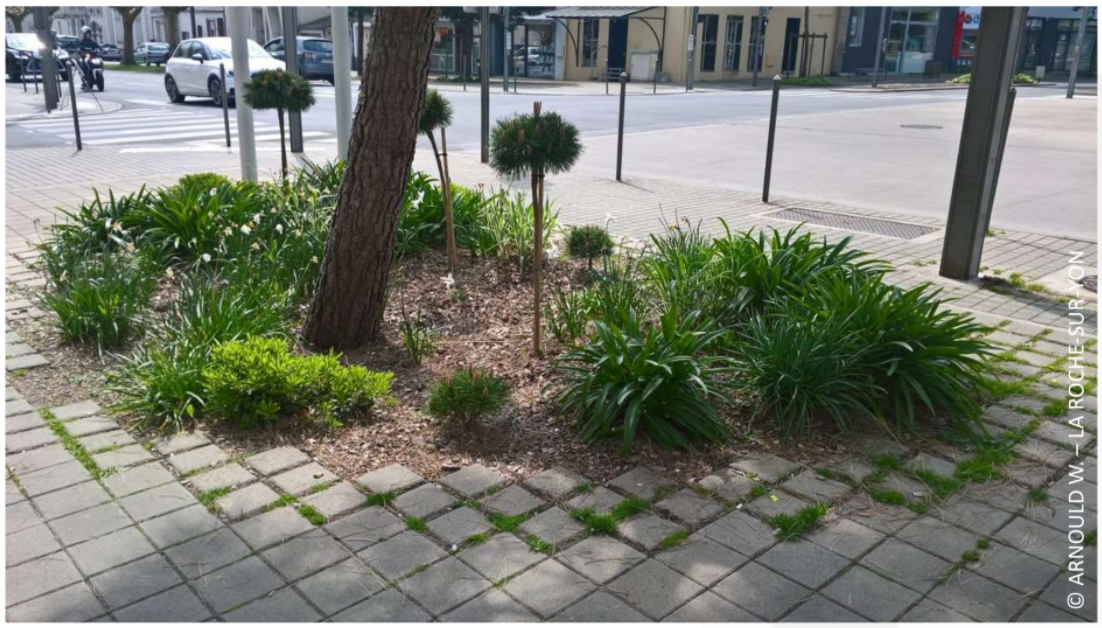 © ARNOULD W. – LA ROCHE-SUR-YON